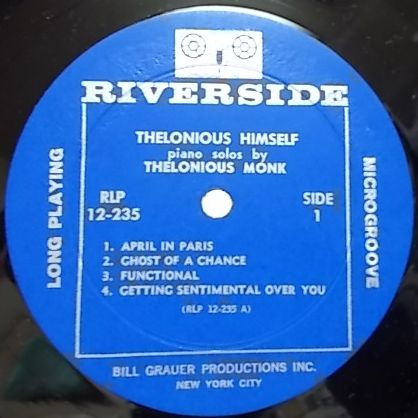 RIVERSIDE
THELONIOUS HIMSELF
piano solos by
THELONIOUS MONK
LONG PLAYING
MICROGROOVE
RLP
12-235
SIDE
1
1. APRIL IN PARIS
2. GHOST OF A CHANCE
3. FUNCTIONAL
4. GETTING SENTIMENTAL OVER YOU
(RLP 12-235 A)
BILL GRAUER PRODUCTIONS INC.
NEW YORK CITY